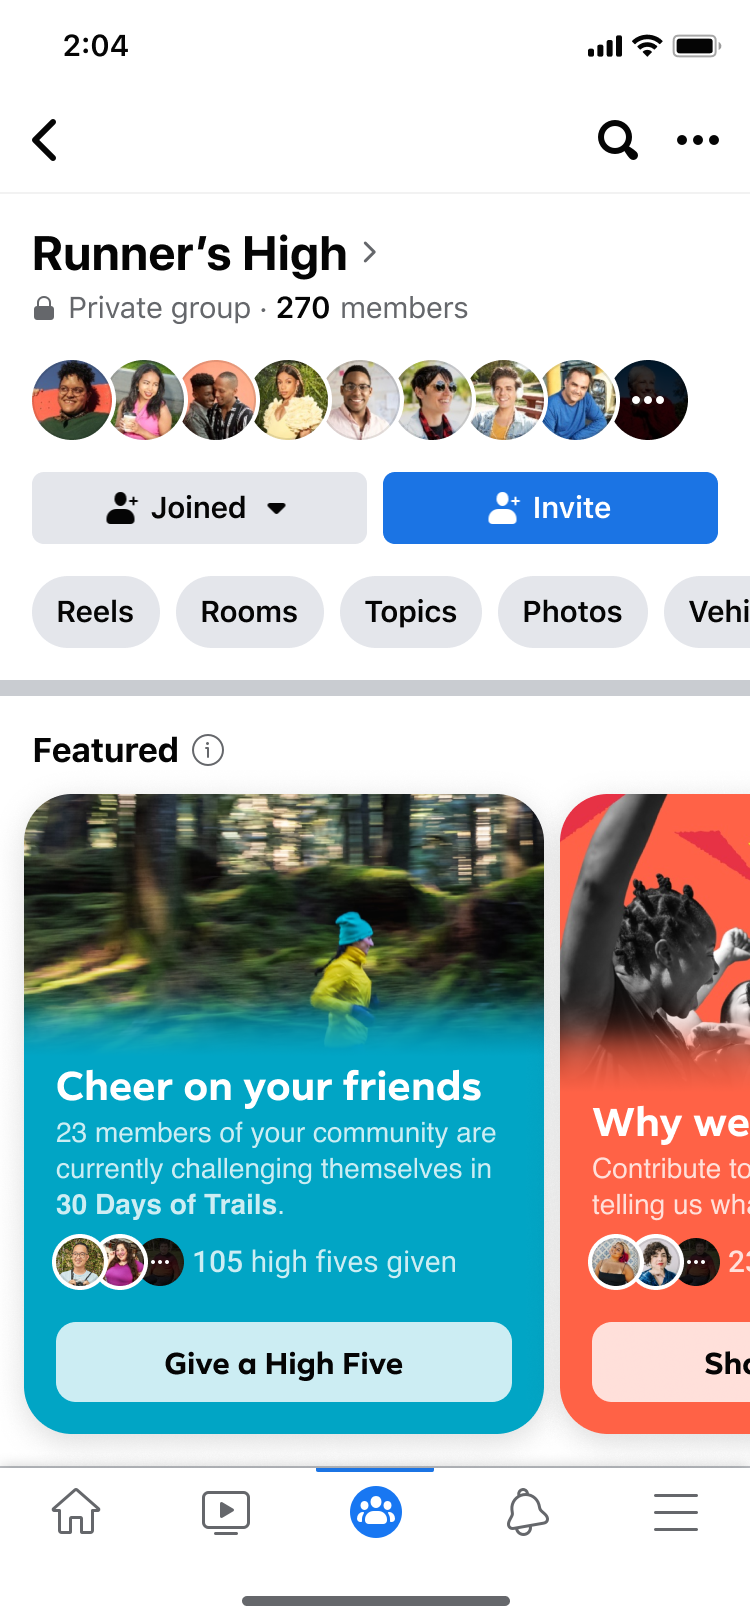 2:04
Runner’s High
Private group · 270 members
Joined
Invite
Reels
Rooms
Topics
Photos
Vehi
Featured
Cheer on your friends
23 members of your community are
currently challenging themselves in
30 Days of Trails.
105 high fives given
Give a High Five
Why we
Contribute to
telling us wha
23
Sha